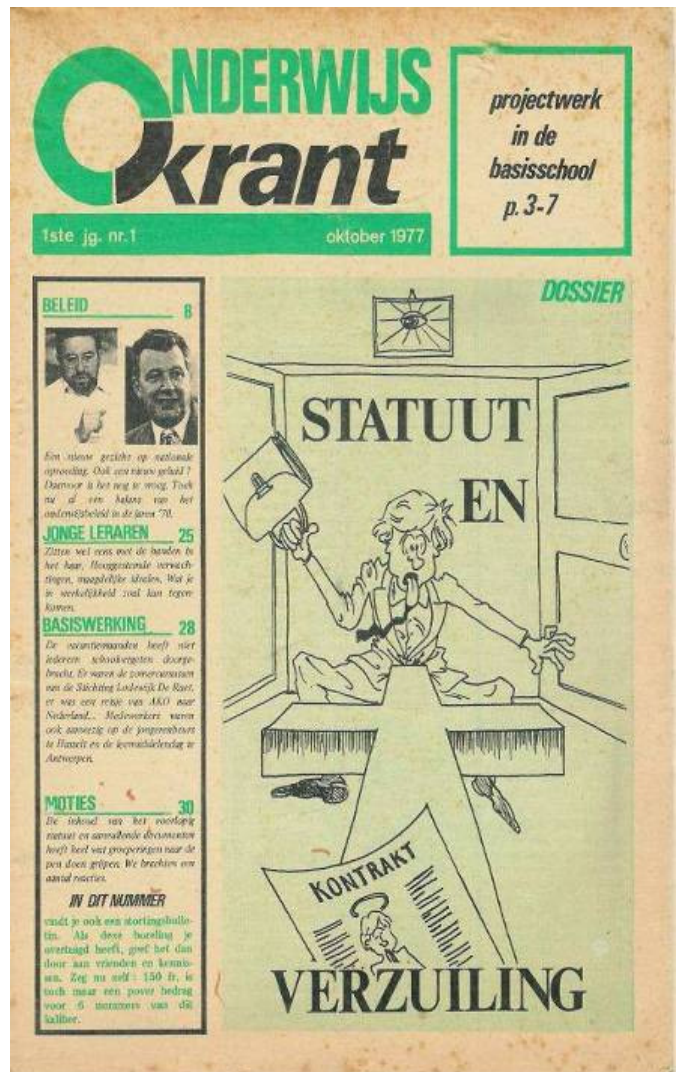 ONDERWIJS
krant
1ste jg. nr.1 oktober 1977
projectwerk
in de
basisschool
p. 3-7
BELEID 8
Een nieuw gezicht op nationale
opvoeding. Ook een nieuw geluid ?
Daarvoor is het nog te vroeg. Toch
nu al een balans van het
onderwijsbeleid in de jaren '70.
JONGE LERAREN 25
Zitten wel eens met de handen in
het haar. Hooggestemde verwach-
tingen, maagdelijke idealen. Wat je
in werkelijkheid zoal kan tegen
komen.
BASISWERKING 28
De vacantiemaanden heeft niet
iedereen schoolvergeten doorge-
bracht. Er waren de zomercursussen
van de Stichting Lodewijk De Raet,
er was een reisje van AKO naar
Nederland... Medewerkers waren
ook aanwezig op de jongerenbeurs
te Hasselt en de leermiddelendag te
Antwerpen.
MOTIES 30
De inhoud van het voorlopig
statuut en aanvullende documenten
heeft heel wat groeperingen naar de
pen doen grijpen. We brachten een
aantal reacties.
IN DIT NUMMER
vindt je ook een stortingsbulle-
tin. Als deze boreling je
overtuigd heeft, geef het dan
door aan vrienden en kennis-
sen. Zeg nu zelf : 150 fr. is
toch maar een pover bedrag
voor 6 nummers van dit
kaliber.
DOSSIER
STATUUT
EN
KONTRAKT
VERZUILING